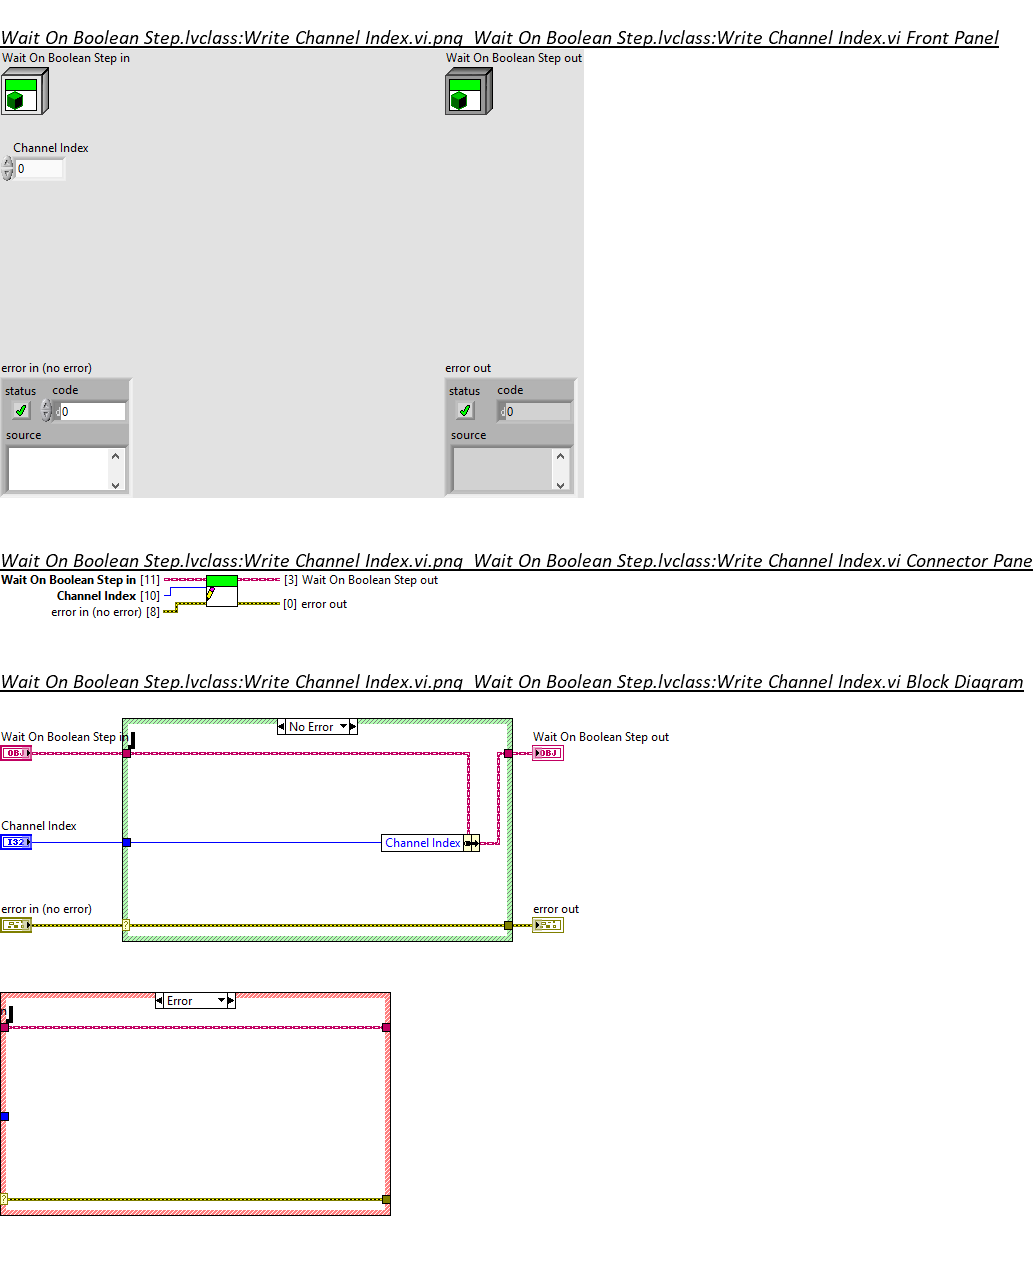 Wait On Boolean Step.lvclass:Write Channel Index.vi.png  Wait On Boolean Step.lvclass:Write Channel Index.vi Front Panel
Wait On Boolean Step in
Wait On Boolean Step out
Channel Index
0
error in (no error)
error out
status
code
status
code
d
0
d
0
source
source
Wait On Boolean Step.lvclass:Write Channel Index.vi.png  Wait On Boolean Step.lvclass:Write Channel Index.vi Connector Pane
Wait On Boolean Step in [11]
[3] Wait On Boolean Step out
Channel Index [10]
[0] error out
error in (no error) [8]
Wait On Boolean Step.lvclass:Write Channel Index.vi.png  Wait On Boolean Step.lvclass:Write Channel Index.vi Block Diagram
No Error
Wait On Boolean Step in
Wait On Boolean Step out
OBJ
OBJ
Channel Index
I32
Channel Index
error in (no error)
error out
?
Error
n
?